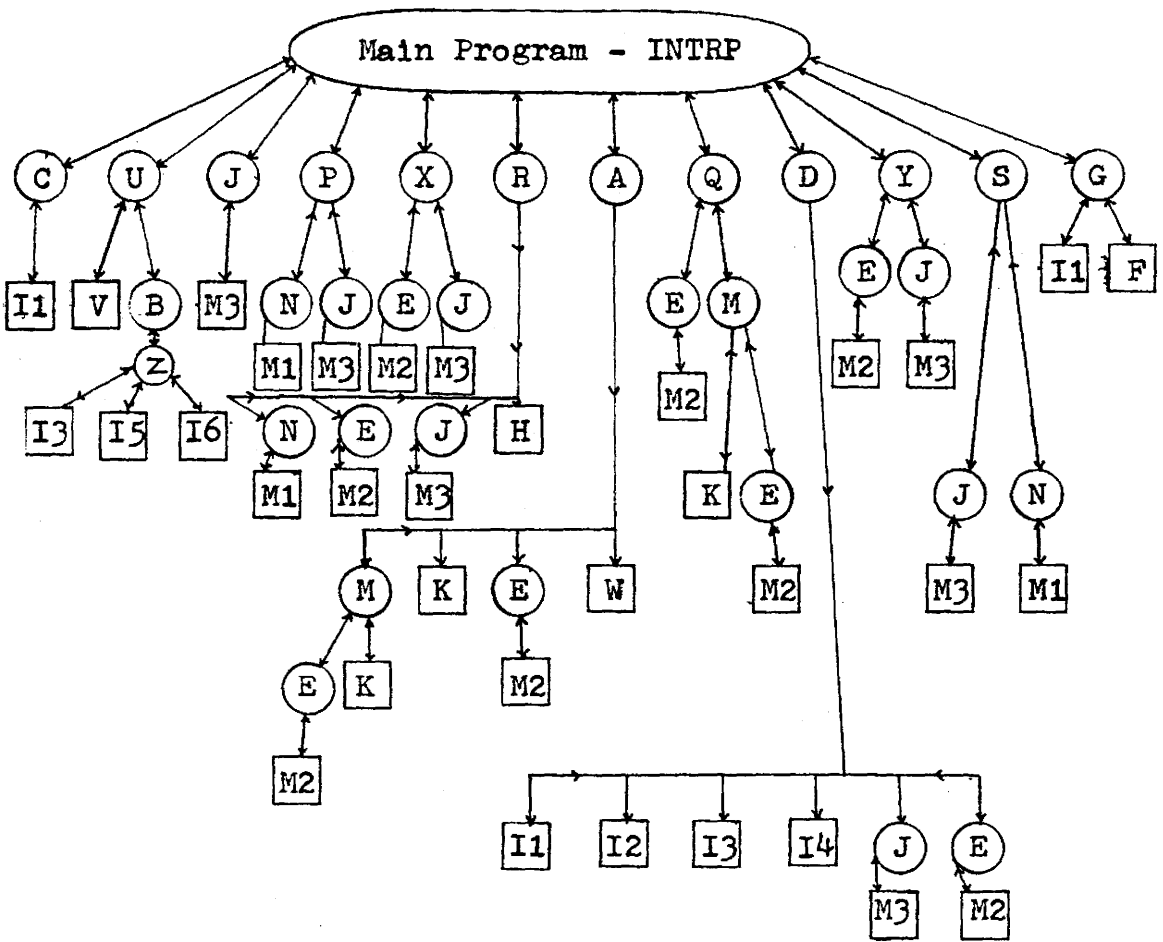 Main Program - INTRP
C U J P X R A Q D Y S G
I1 V B M3 N J E J E M E J I1 F
Z M1 M3 M2 M3 M2 M2 M3
I3 I5 I6 N E J H
M1 M2 M3 K E J N
M K E W M2 M3 M1
E K M2
M2
I1 I2 I3 I4 J E
M3 M2